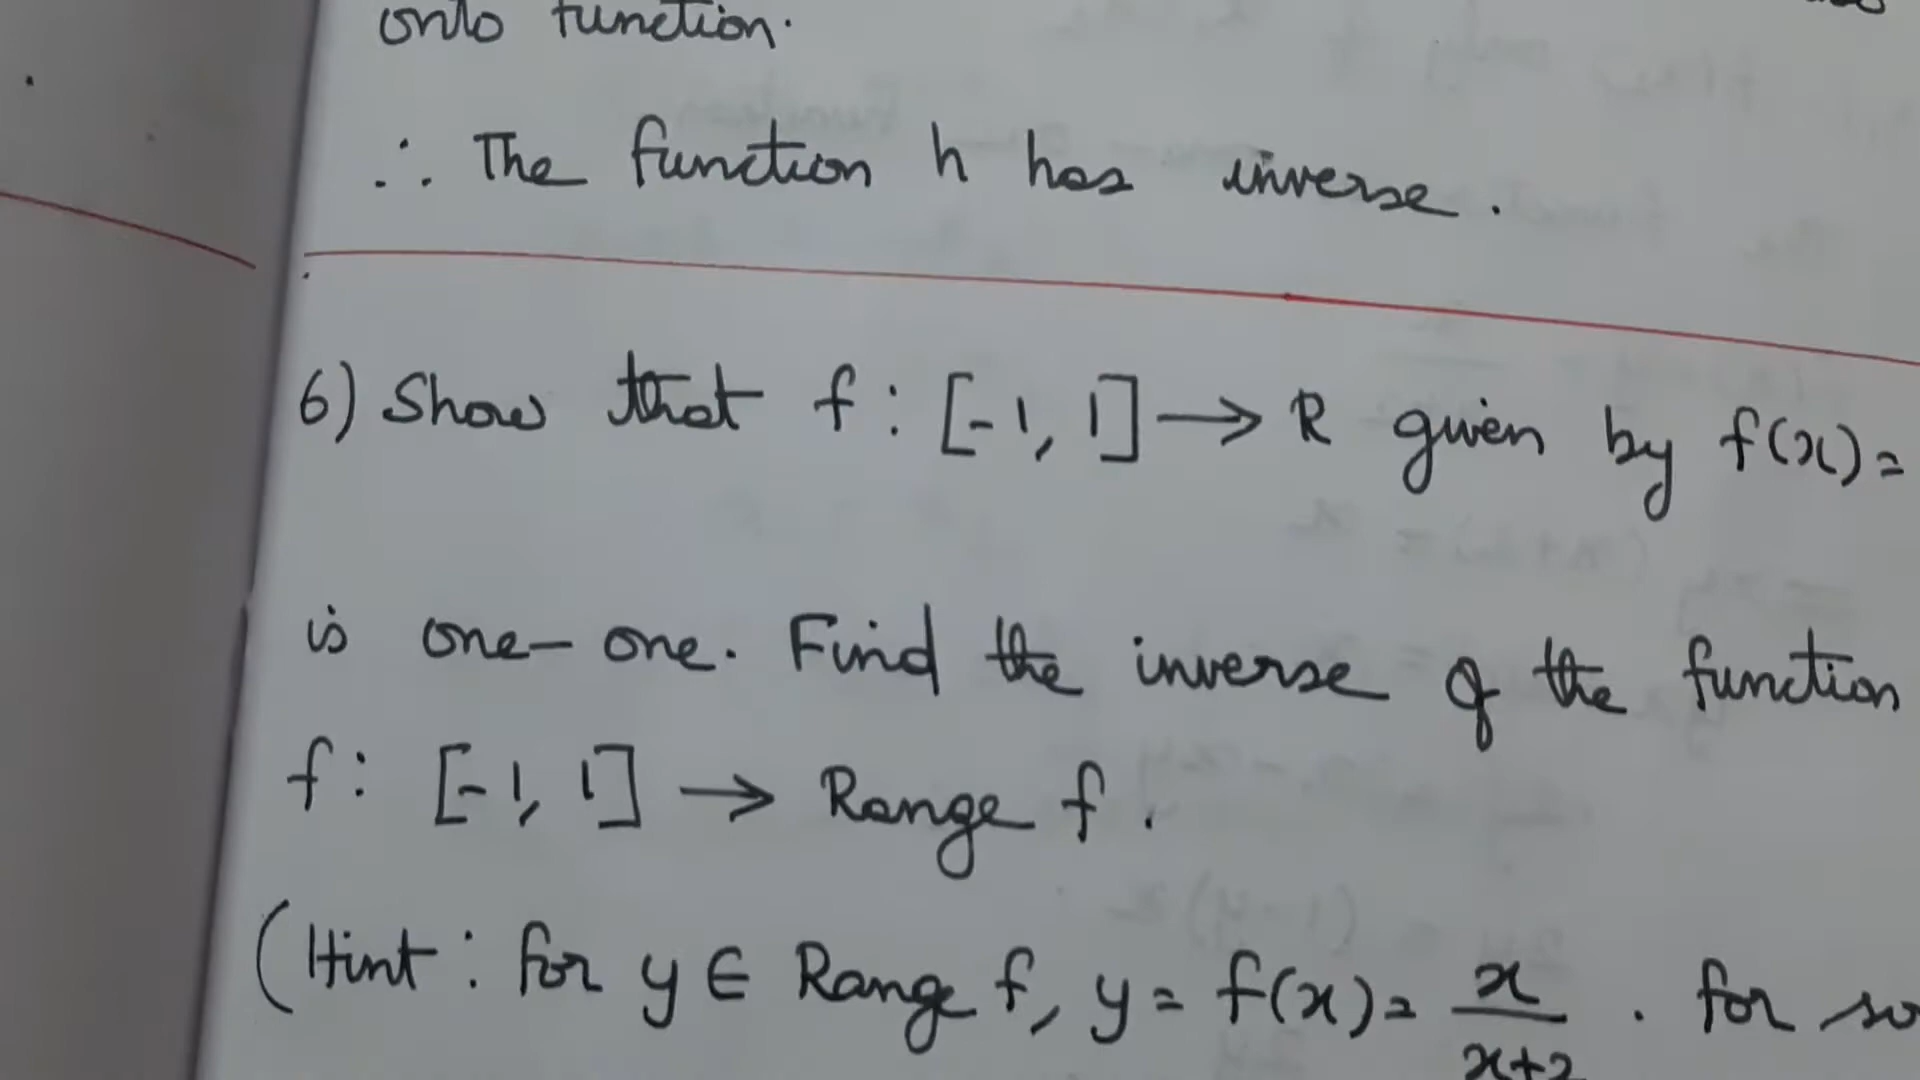 onto function.
∴ The function h has inverse.
6) Show that f : [-1, 1] → R given by f(x) =
is one-one. Find the inverse of the function
f : [-1, 1] → Range f.
(Hint : for y ∈ Range f, y = f(x) = x/x+2 . for so